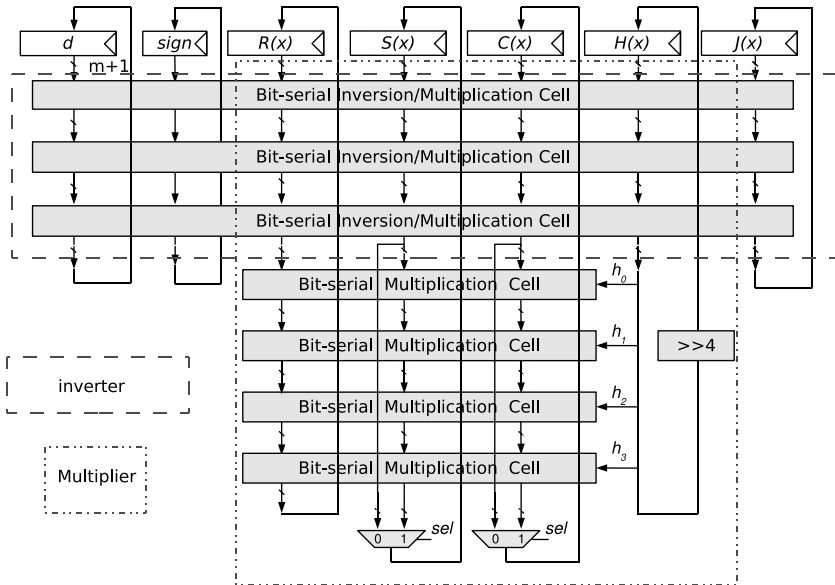 d sign R(x) S(x) C(x) H(x) J(x)
m+1
Bit-serial Inversion/Multiplication Cell
Bit-serial Inversion/Multiplication Cell
Bit-serial Inversion/Multiplication Cell
Bit-serial Multiplication Cell h0
Bit-serial Multiplication Cell h1 >>4
inverter
Bit-serial Multiplication Cell h2
Bit-serial Multiplication Cell h3
Multiplier
0 1 sel 0 1 sel